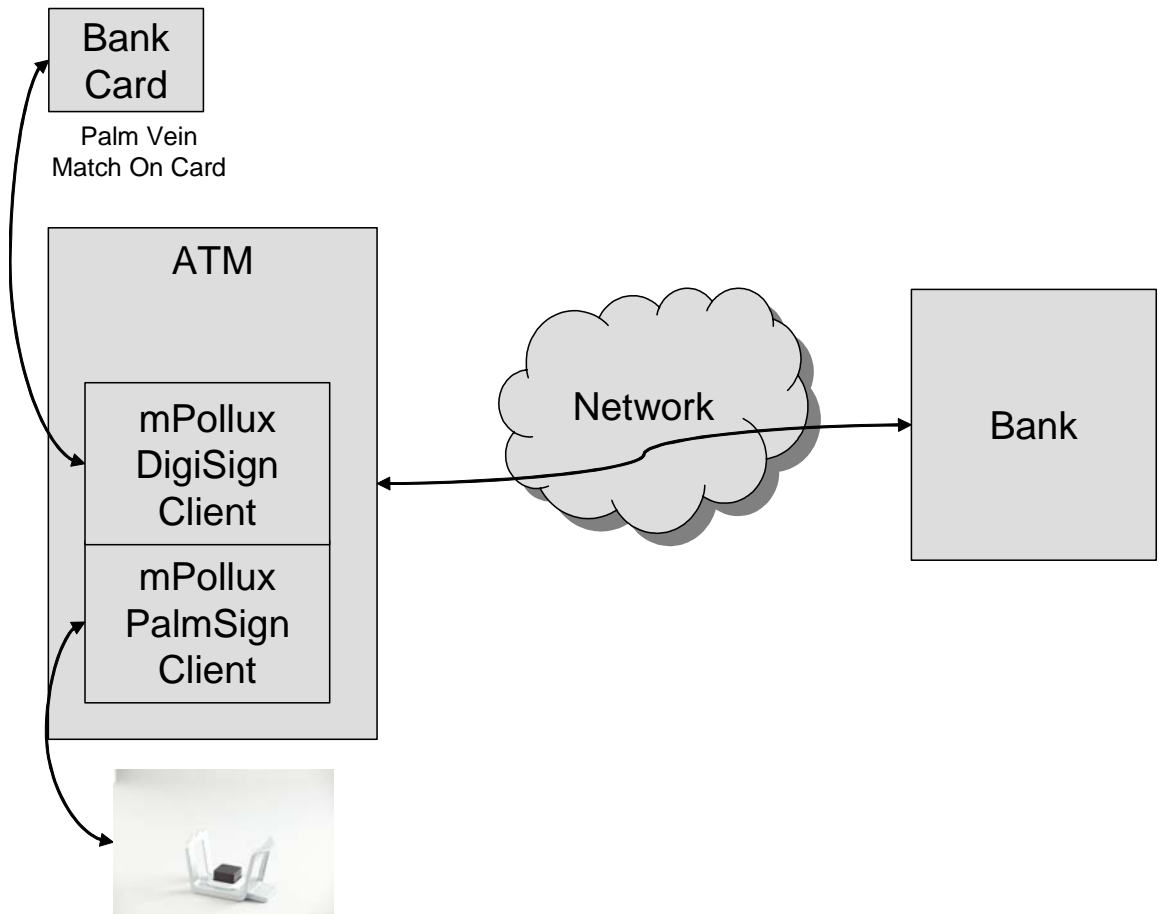 Bank
Card
Palm Vein
Match On Card
ATM
mPollux
DigiSign
Client
mPollux
PalmSign
Client
Network
Bank